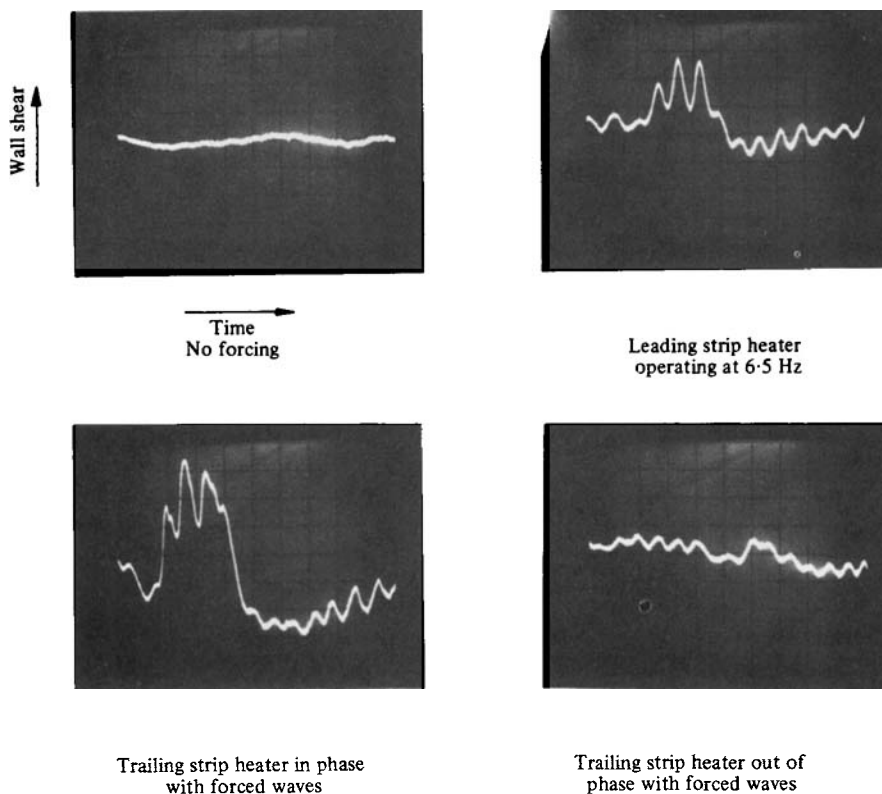 Wall shear
Time
No forcing
Leading strip heater
operating at 6·5 Hz
Trailing strip heater in phase
with forced waves
Trailing strip heater out of
phase with forced waves